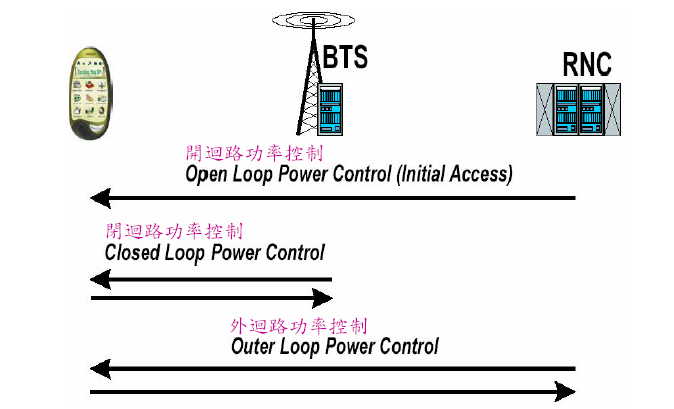 BTS
RNC
開迴路功率控制
Open Loop Power Control (Initial Access)
閉迴路功率控制
Closed Loop Power Control
外迴路功率控制
Outer Loop Power Control